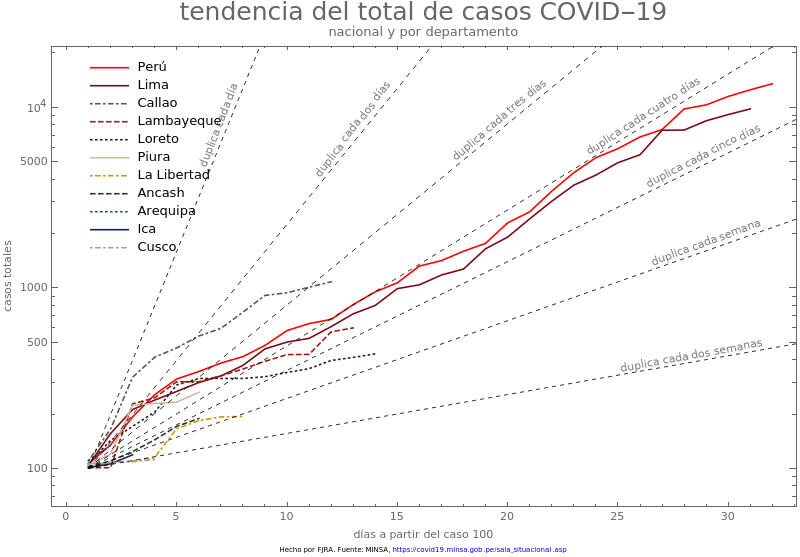 tendencia del total de casos COVID−19
nacional y por departamento
Perú
Lima
Callao
Lambayeque
Loreto
Piura
La Libertad
Ancash
Arequipa
Ica
Cusco
duplica cada día
duplica cada dos días
duplica cada tres días
duplica cada cuatro días
duplica cada cinco días
duplica cada semana
duplica cada dos semanas
casos totales
10⁴
5000
1000
500
100
0 5 10 15 20 25 30
días a partir del caso 100
Hecho por FJRA. Fuente: MINSA, https://covid19.minsa.gob.pe/sala_situacional.asp